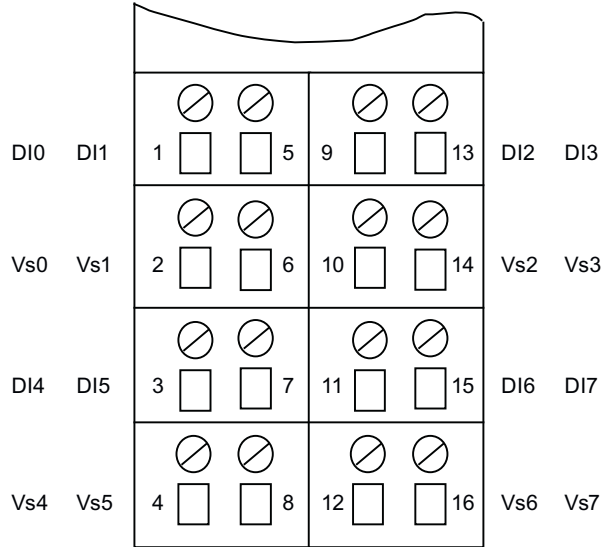 DI0 DI1 1 5 9 13 DI2 DI3
Vs0 Vs1 2 6 10 14 Vs2 Vs3
DI4 DI5 3 7 11 15 DI6 DI7
Vs4 Vs5 4 8 12 16 Vs6 Vs7